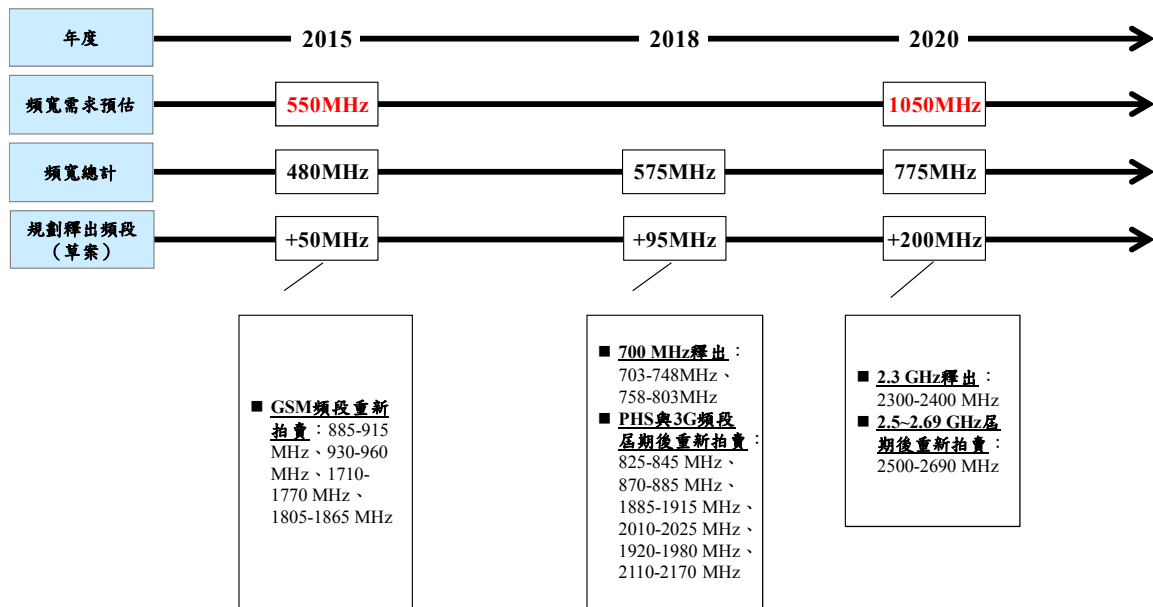 年度
2015
2018
2020
頻寬需求預估
550MHz
1050MHz
頻寬總計
480MHz
575MHz
775MHz
規劃釋出頻段
(草案)
+50MHz
+95MHz
+200MHz
■ GSM頻段重新
拍賣：885-915
MHz、930-960
MHz、1710-
1770 MHz、
1805-1865 MHz
■ 700 MHz釋出：
703-748MHz、
758-803MHz
■ PHS與3G頻段
屆期後重新拍賣：
825-845 MHz、
870-885 MHz、
1885-1915 MHz、
2010-2025 MHz、
1920-1980 MHz、
2110-2170 MHz
■ 2.3 GHz釋出：
2300-2400 MHz
■ 2.5~2.69 GHz屆
期後重新拍賣：
2500-2690 MHz